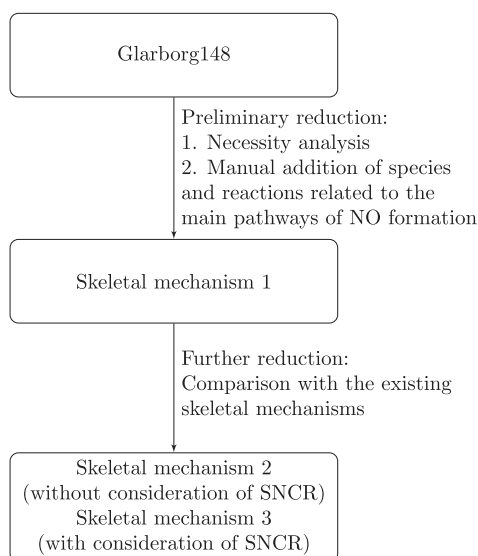 Glarborg148
Preliminary reduction:
1. Necessity analysis
2. Manual addition of species
and reactions related to the
main pathways of NO formation
Skeletal mechanism 1
Further reduction:
Comparison with the existing
skeletal mechanisms
Skeletal mechanism 2
(without consideration of SNCR)
Skeletal mechanism 3
(with consideration of SNCR)